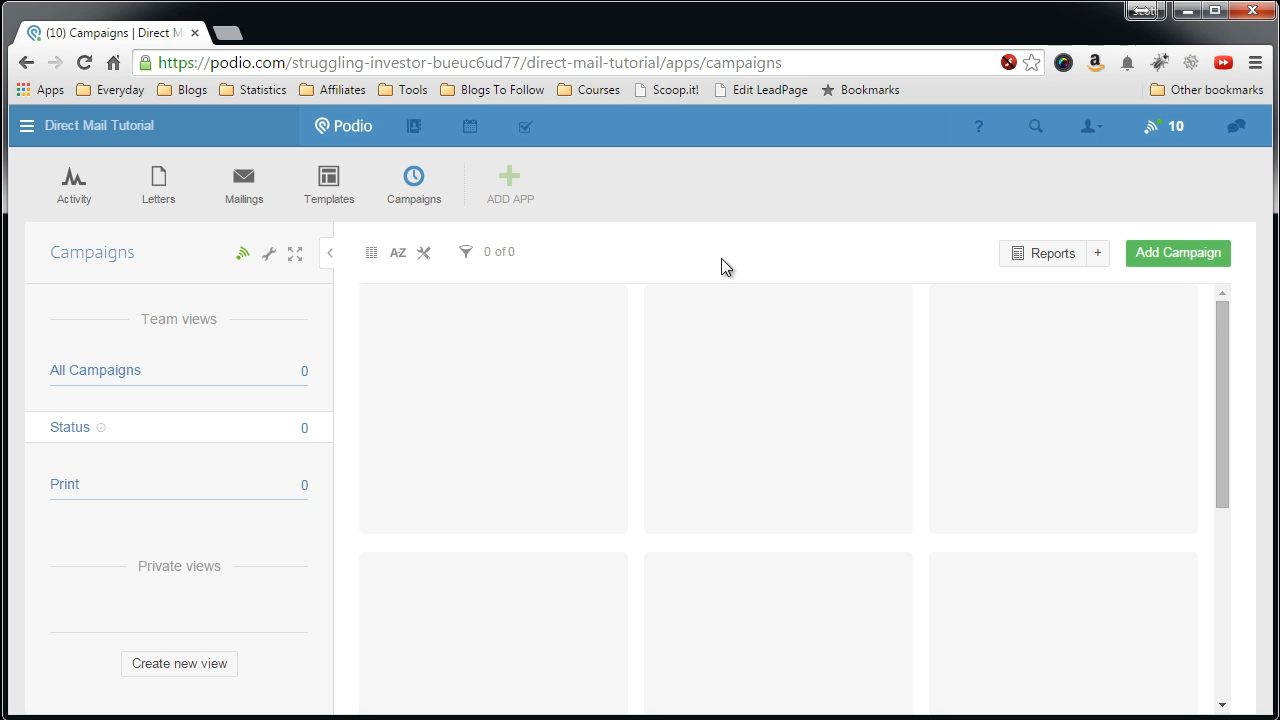 (10) Campaigns | Direct M
https://podio.com/struggling-investor-bueuc6ud77/direct-mail-tutorial/apps/campaigns
Apps Everyday Blogs Statistics Affiliates Tools Blogs To Follow Courses Scoop.it! Edit LeadPage Bookmarks Other bookmarks
Direct Mail Tutorial Podio ? 10
Activity Letters Mailings Templates Campaigns ADD APP
Campaigns A-Z 0 of 0 Reports + Add Campaign
Team views
All Campaigns 0
Status 0
Print 0
Private views
Create new view